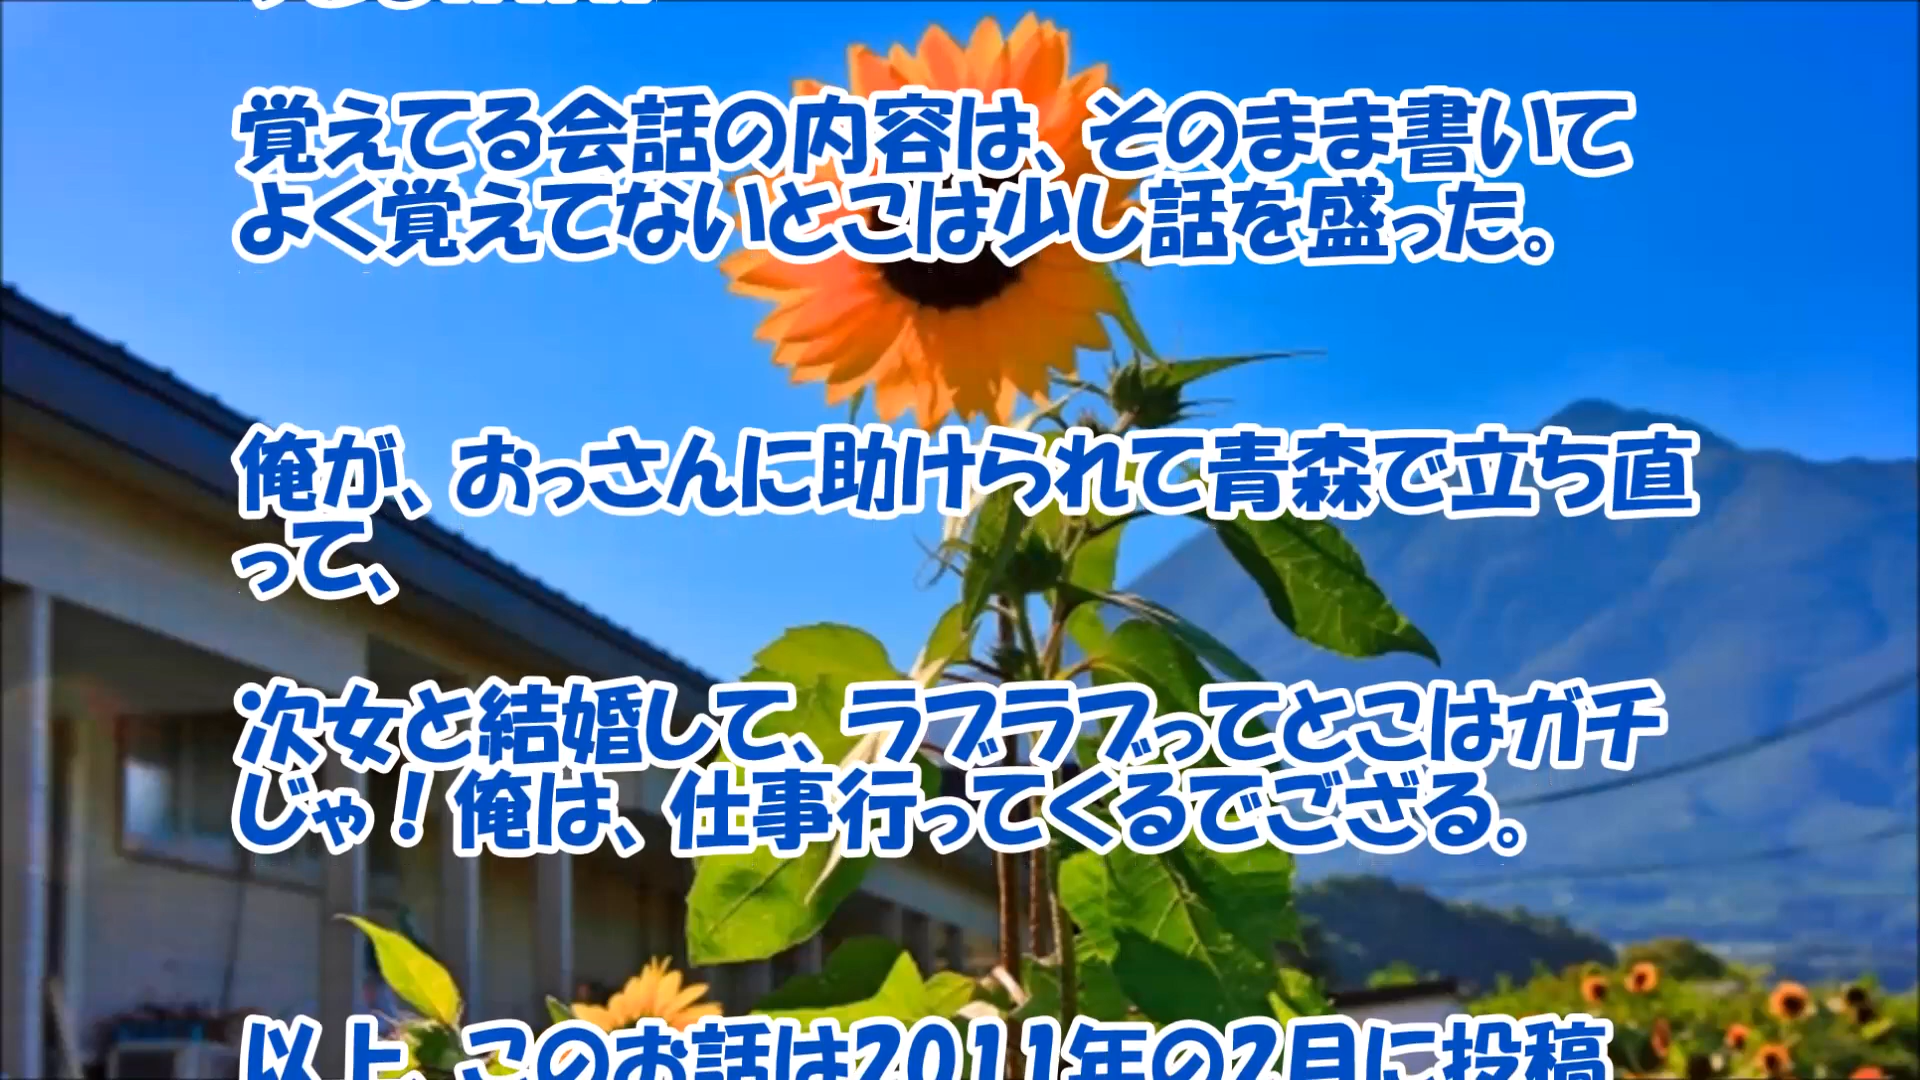 覚えてる会話の内容は、そのまま書いて
よく覚えてないとこは少し話を盛った。
俺が、おっさんに助けられて青森で立ち直
って、
次女と結婚して、ラブラブってとこはガチ
じゃ！俺は、仕事行ってくるでござる。
以上、このお話は2011年の2月に投稿